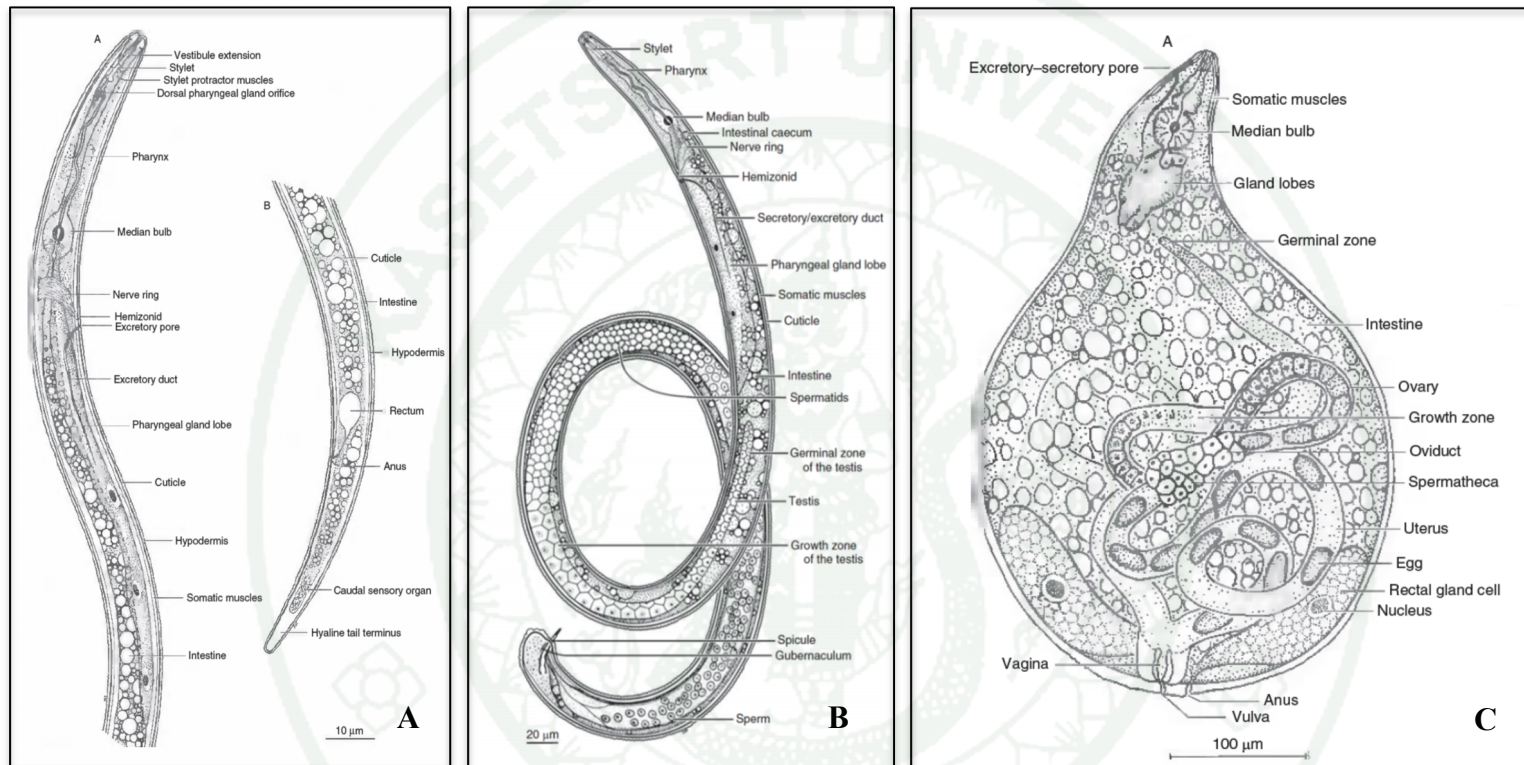 A
Vestibule extension
Stylet
Stylet protractor muscles
Dorsal pharyngeal gland orifice
Pharynx
Median bulb
Nerve ring
Hemizonid
Excretory pore
Excretory duct
Pharyngeal gland lobe
Cuticle
Hypodermis
Somatic muscles
Intestine
B
Cuticle
Intestine
Hypodermis
Rectum
Anus
Caudal sensory organ
Hyaline tail terminus
10 µm
A
Stylet
Pharynx
Median bulb
Intestinal caecum
Nerve ring
Hemizonid
Secretory/excretory duct
Pharyngeal gland lobe
Somatic muscles
Cuticle
Intestine
Spermatids
Germinal zone
of the testis
Testis
Growth zone
of the testis
Spicule
Gubernaculum
Sperm
20 µm
B
A
Excretory–secretory pore
Somatic muscles
Median bulb
Gland lobes
Germinal zone
Intestine
Ovary
Growth zone
Oviduct
Spermatheca
Uterus
Egg
Rectal gland cell
Nucleus
Vagina
Anus
Vulva
100 µm
C